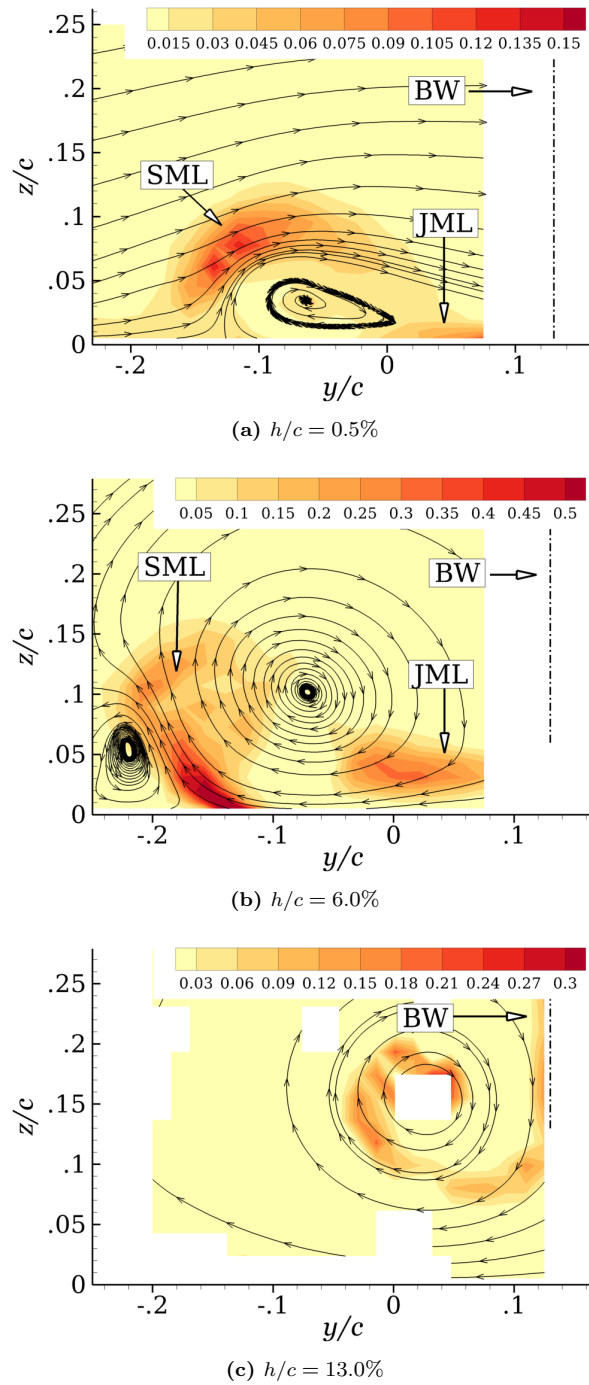 .25
0.015 0.03 0.045 0.06 0.075 0.09 0.105 0.12 0.135 0.15
BW
.2
z/c
SML
.15
JML
.1
.05
0
-.2 -.1 0 .1
y/c
(a) h/c = 0.5%
.25
0.05 0.1 0.15 0.2 0.25 0.3 0.35 0.4 0.45 0.5
SML
BW
.2
z/c
.15
JML
.1
.05
0
-.2 -.1 0 .1
y/c
(b) h/c = 6.0%
.25
0.03 0.06 0.09 0.12 0.15 0.18 0.21 0.24 0.27 0.3
BW
.2
z/c
.15
.1
.05
0
-.2 -.1 0 .1
y/c
(c) h/c = 13.0%